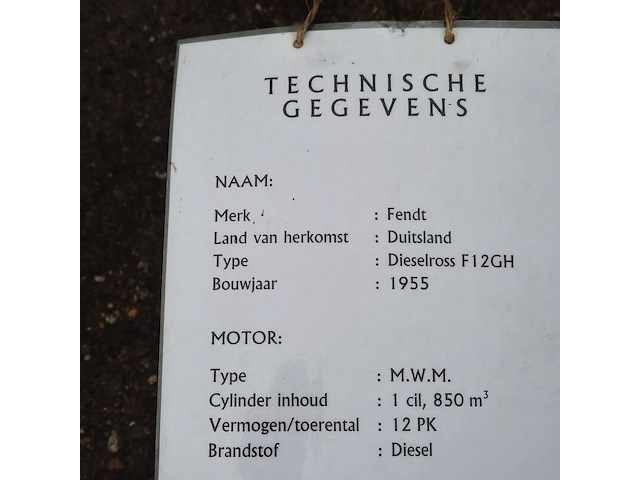 TECHNISCHE
GEGEVENS
NAAM:
Merk : Fendt
Land van herkomst : Duitsland
Type : Dieselross F12GH
Bouwjaar : 1955
MOTOR:
Type : M.W.M.
Cylinder inhoud : 1 cil, 850 m³
Vermogen/toerental : 12 PK
Brandstof : Diesel